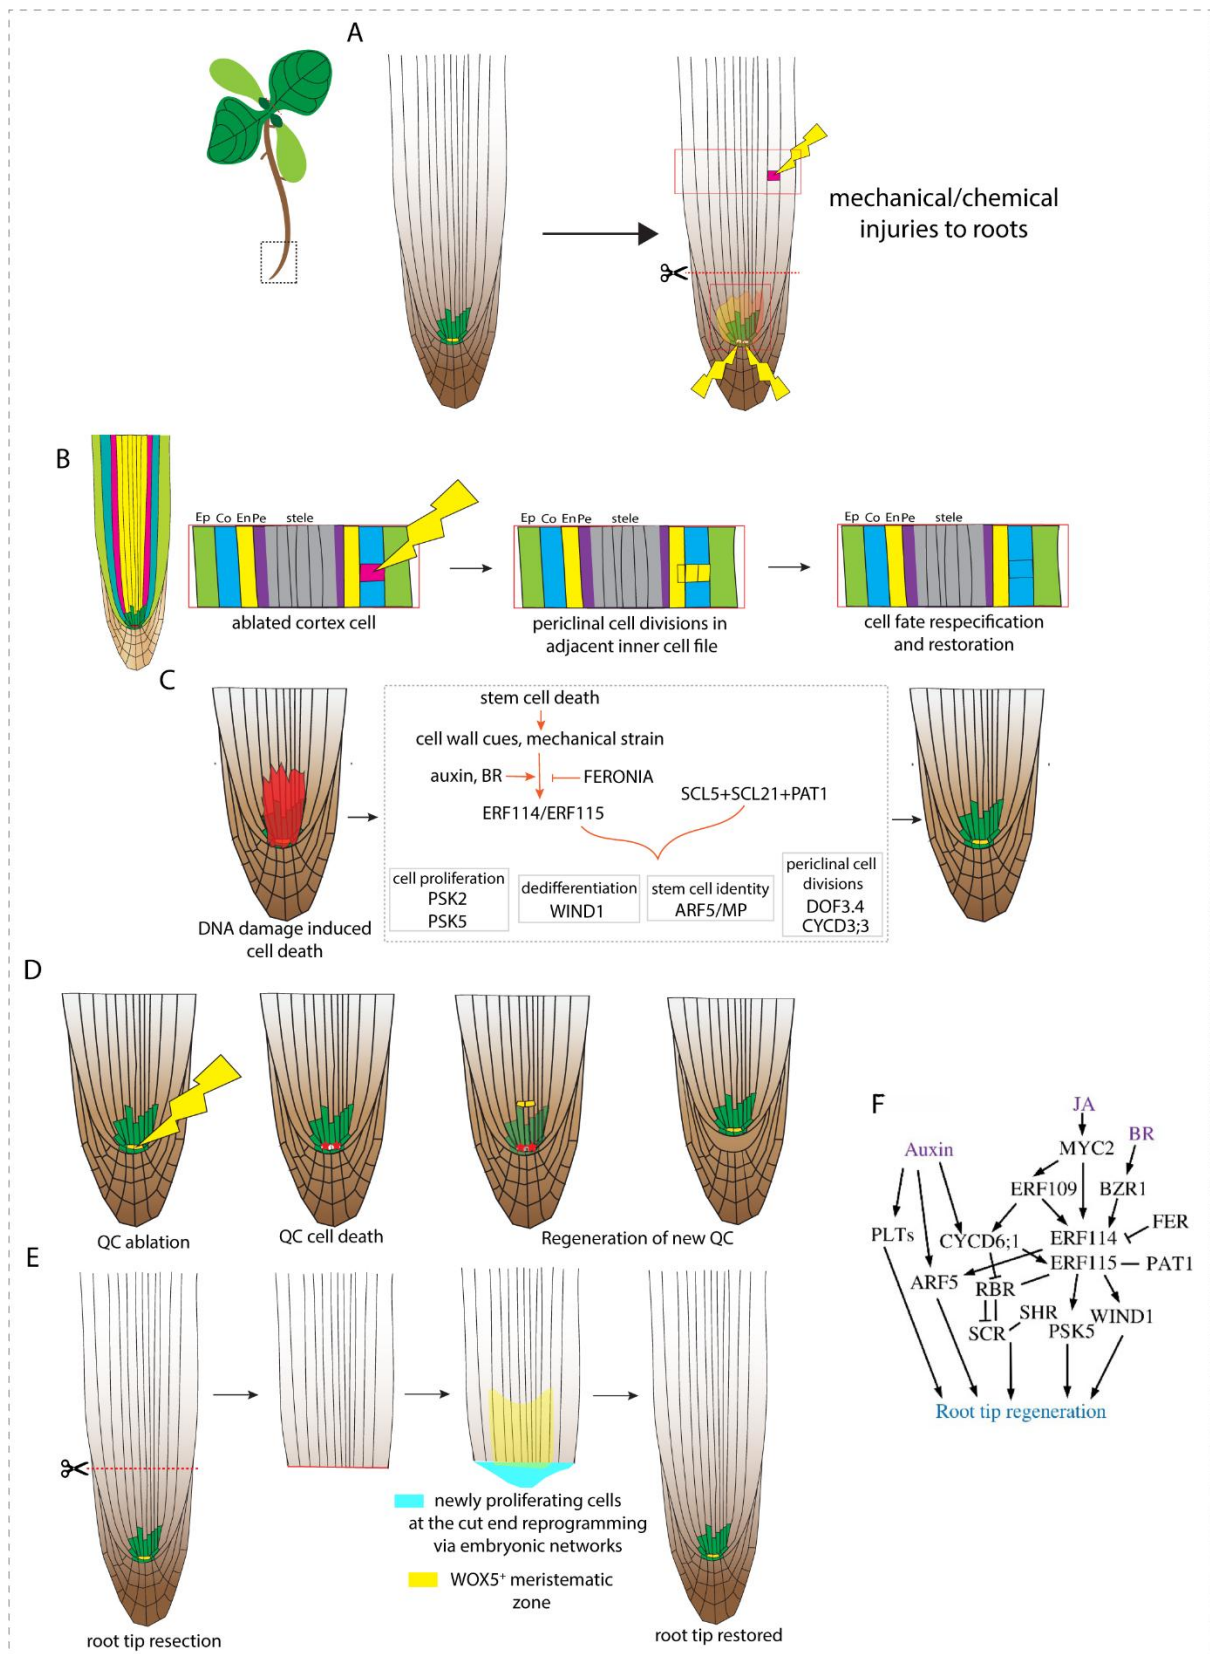 A
mechanical/chemical
injuries to roots
B
Ep Co En Pe stele
ablated cortex cell
Ep Co En Pe stele
periclinal cell divisions in
adjacent inner cell file
Ep Co En Pe stele
cell fate respecification
and restoration
C
DNA damage induced
cell death
stem cell death
cell wall cues, mechanical strain
auxin, BR
FERONIA
ERF114/ERF115
SCL5+SCL21+PAT1
cell proliferation
PSK2
PSK5
dedifferentiation
WIND1
stem cell identity
ARF5/MP
periclinal cell
divisions
DOF3.4
CYCD3;3
D
QC ablation
QC cell death
Regeneration of new QC
E
root tip resection
newly proliferating cells
at the cut end reprogramming
via embryonic networks
WOX5⁺ meristematic
zone
root tip restored
F
JA
BR
Auxin
MYC2
ERF109
BZR1
FER
PLTs
CYCD6;1
ERF114
ERF115
PAT1
ARF5
RBR
SHR
WIND1
SCR
PSK5
Root tip regeneration